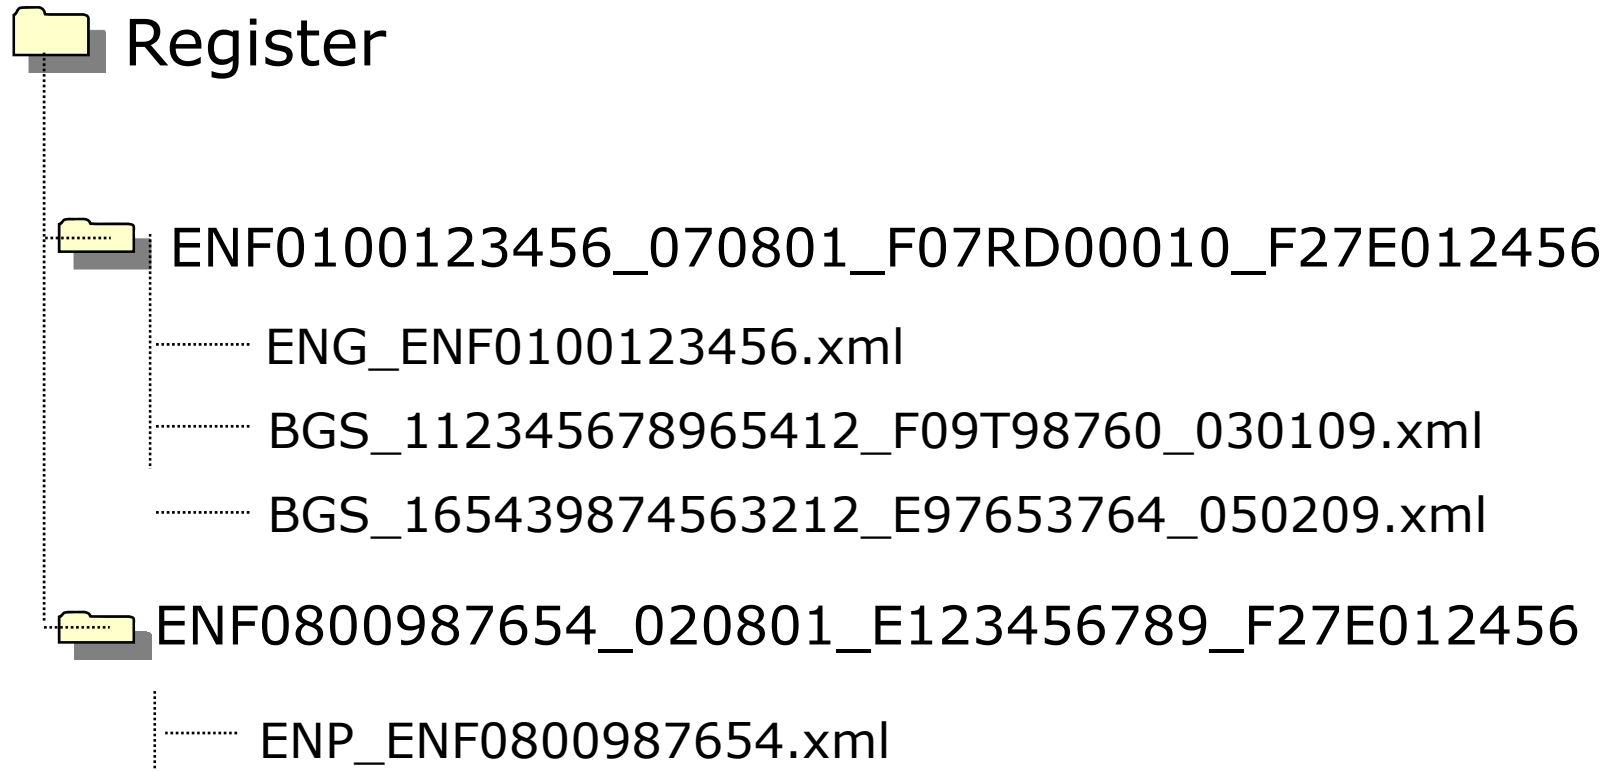 Register
ENF0100123456_070801_F07RD00010_F27E012456
ENG_ENF0100123456.xml
BGS_112345678965412_F09T98760_030109.xml
BGS_165439874563212_E97653764_050209.xml
ENF0800987654_020801_E123456789_F27E012456
ENP_ENF0800987654.xml